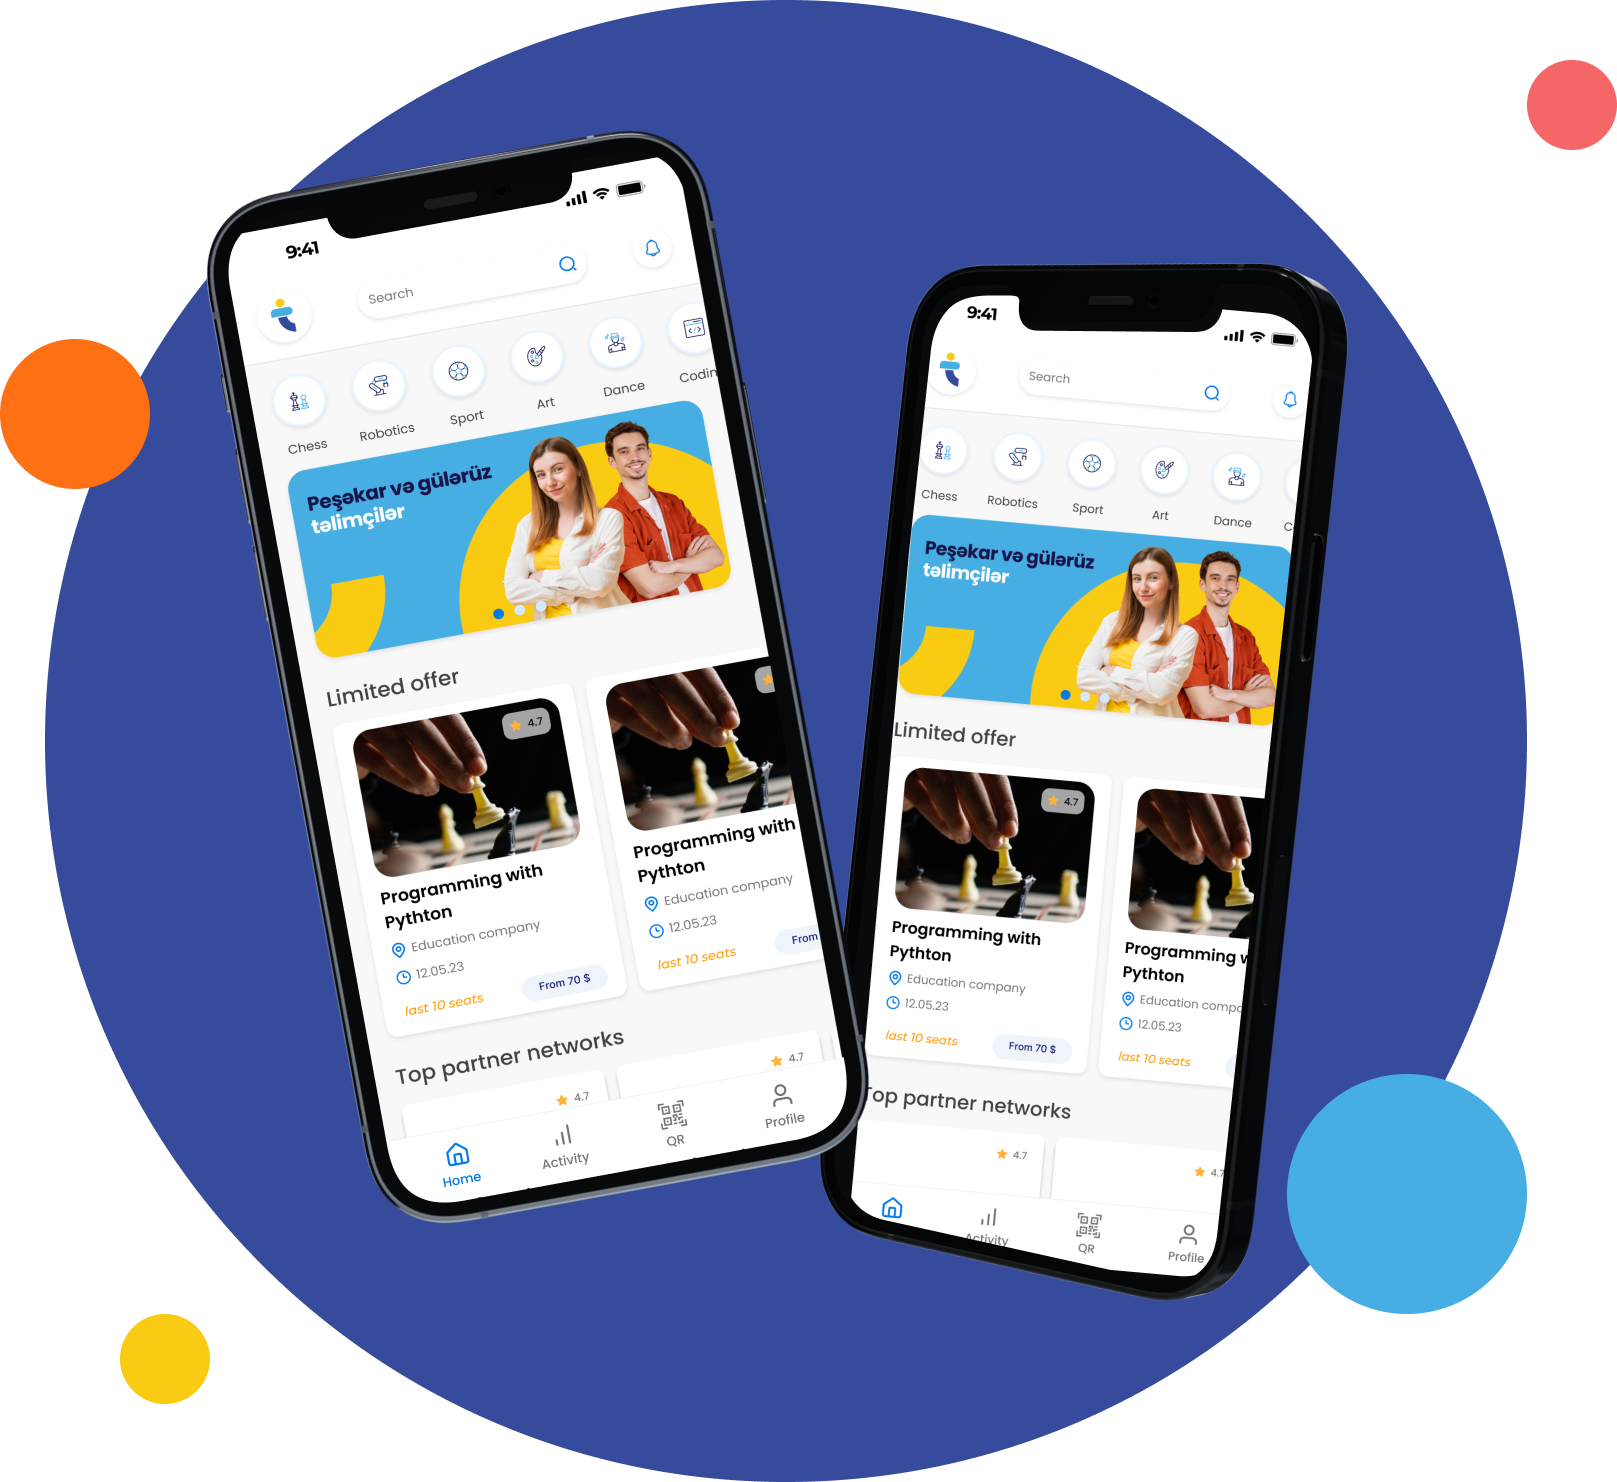 9:41
Search
Chess
Robotics
Sport
Art
Dance
Codin
Peşəkar və gülərüz
təlimçilər
Limited offer
4.7
Programming with
Pythton
Education company
12.05.23
last 10 seats
From 70 $
Programming with
Pythton
Education company
12.05.23
last 10 seats
From
Top partner networks
4.7
4.7
Home
Activity
QR
Profile
9:41
Search
Chess
Robotics
Sport
Art
Dance
C
Peşəkar və gülərüz
təlimçilər
Limited offer
4.7
Programming with
Pythton
Education company
12.05.23
last 10 seats
From 70 $
Programming w
Pythton
Education compa
12.05.23
last 10 seats
Top partner networks
4.7
4.7
Activity
QR
Profile